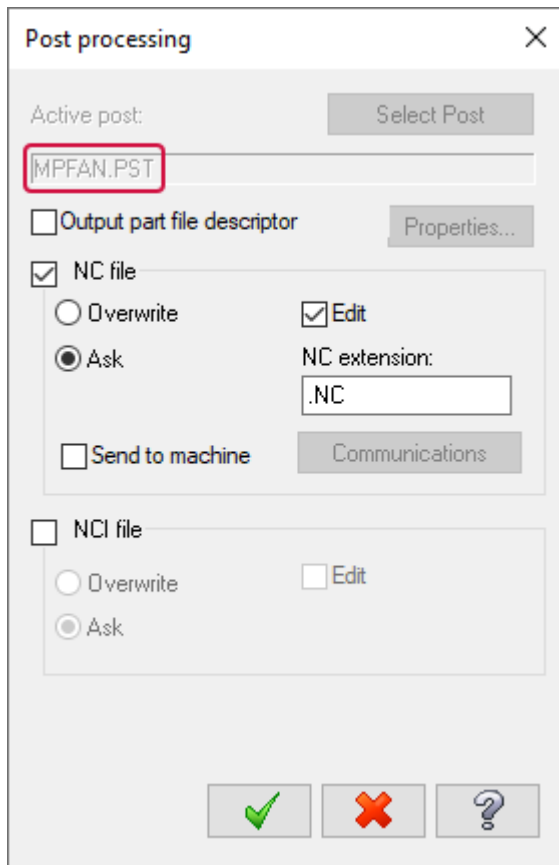 Post processing
Active post:
Select Post
MPFAN.PST
Output part file descriptor
Properties...
NC file
Overwrite
Edit
Ask
NC extension:
.NC
Send to machine
Communications
NCI file
Overwrite
Edit
Ask